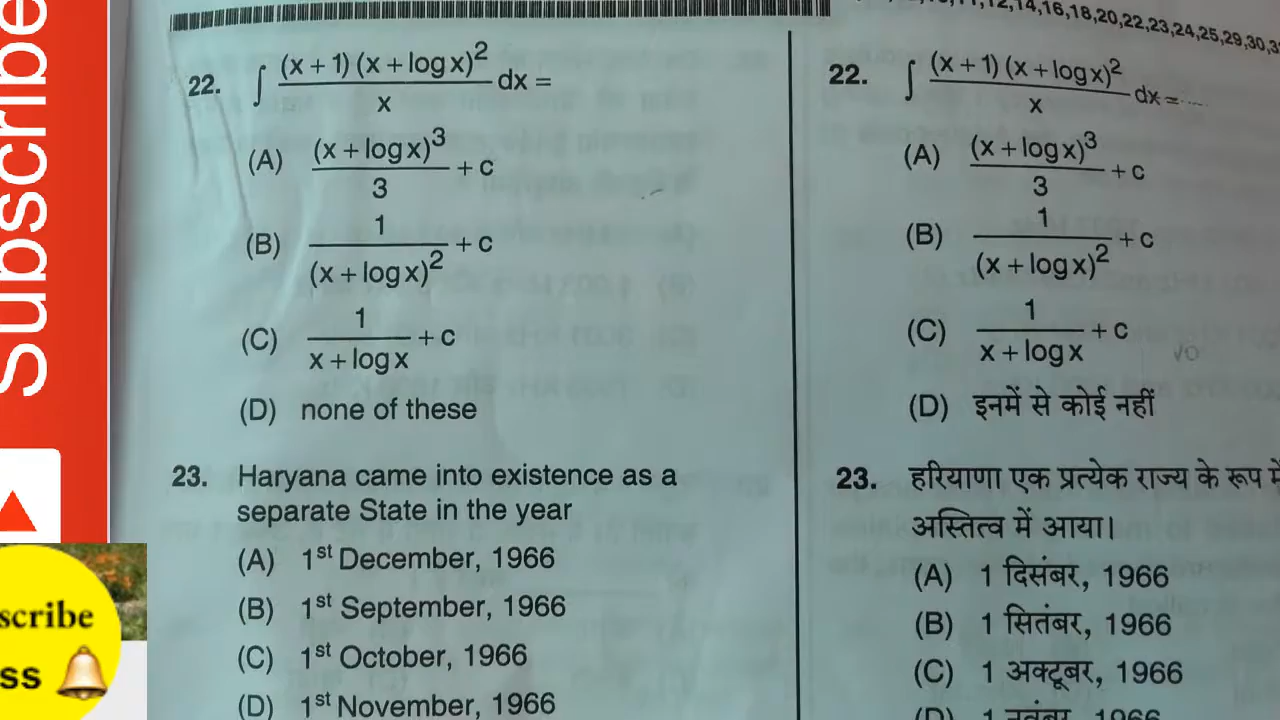 Subscribe
scribe
ss
12,14,16,18,20,22,23,24,25,29,30,3
22. ∫ (x + 1) (x + log x)² / x dx =
(A) (x + log x)³ / 3 + c
(B) 1 / (x + log x)² + c
(C) 1 / x + log x + c
(D) none of these
23. Haryana came into existence as a
separate State in the year
(A) 1st December, 1966
(B) 1st September, 1966
(C) 1st October, 1966
(D) 1st November, 1966
22. ∫ (x + 1) (x + log x)² / x dx = ....
(A) (x + log x)³ / 3 + c
(B) 1 / (x + log x)² + c
(C) 1 / x + log x + c
(D) इनमें से कोई नहीं
23. हरियाणा एक प्रत्येक राज्य के रूप में
अस्तित्व में आया।
(A) 1 दिसंबर, 1966
(B) 1 सितंबर, 1966
(C) 1 अक्टूबर, 1966
(D) 1 नवंबर, 1966